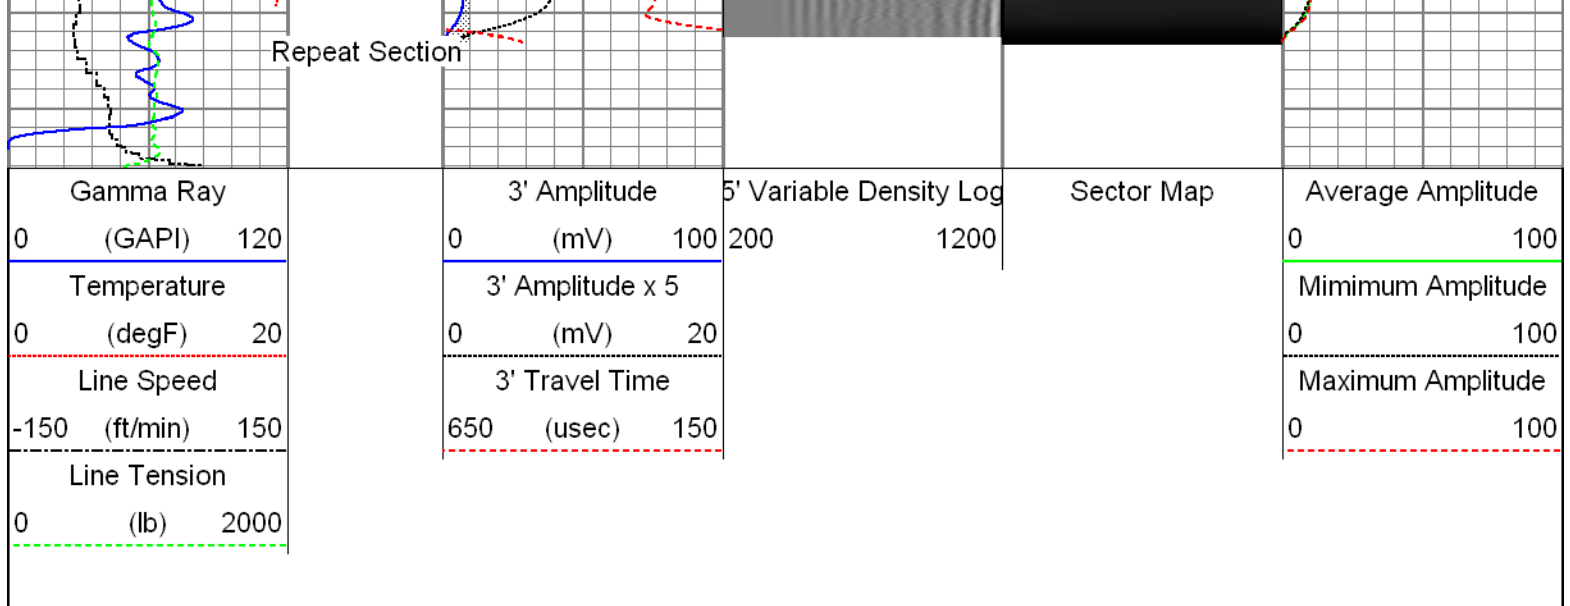 Repeat Section
Gamma Ray
0 (GAPI) 120
Temperature
0 (degF) 20
Line Speed
-150 (ft/min) 150
Line Tension
0 (lb) 2000
3' Amplitude
0 (mV) 100
3' Amplitude x 5
0 (mV) 20
3' Travel Time
650 (usec) 150
5' Variable Density Log
200 1200
Sector Map
Average Amplitude
0 100
Mimimum Amplitude
0 100
Maximum Amplitude
0 100